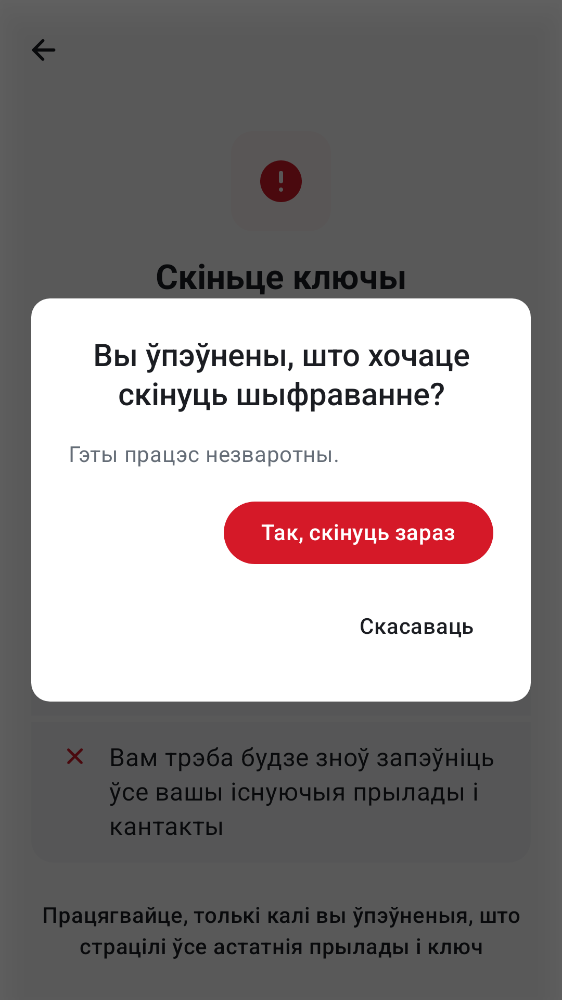 Скіньце ключы
Вы ўпэўнены, што хочаце
скінуць шыфраванне?
Гэты працэс незваротны.
Так, скінуць зараз
Скасаваць
Вам трэба будзе зноў запэўніць
ўсе вашы існуючыя прылады і
кантакты
Працягвайце, толькі калі вы ўпэўненыя, што
страцілі ўсе астатнія прылады і ключ